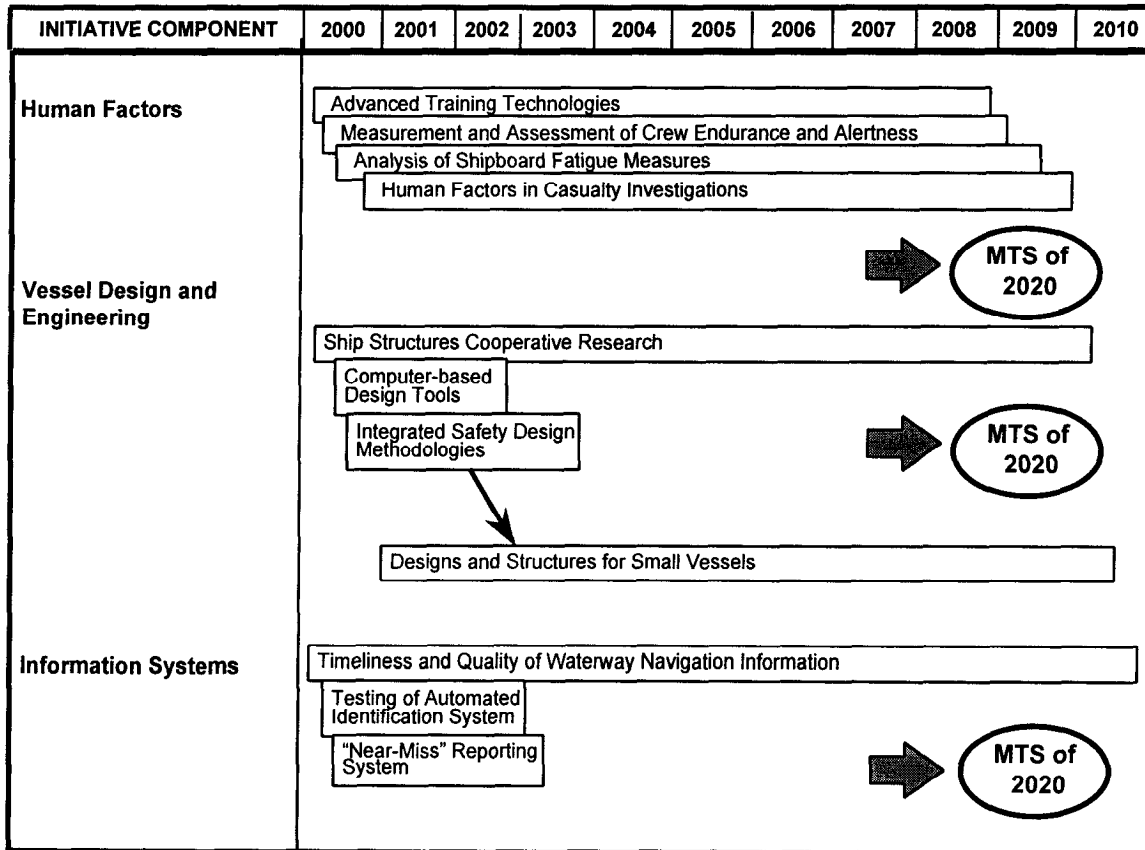 INITIATIVE COMPONENT 2000 2001 2002 2003 2004 2005 2006 2007 2008 2009 2010
Human Factors
Advanced Training Technologies
Measurement and Assessment of Crew Endurance and Alertness
Analysis of Shipboard Fatigue Measures
Human Factors in Casualty Investigations
MTS of
2020
Vessel Design and
Engineering
Ship Structures Cooperative Research
Computer-based
Design Tools
Integrated Safety Design
Methodologies
MTS of
2020
Designs and Structures for Small Vessels
Information Systems
Timeliness and Quality of Waterway Navigation Information
Testing of Automated
Identification System
"Near-Miss" Reporting
System
MTS of
2020